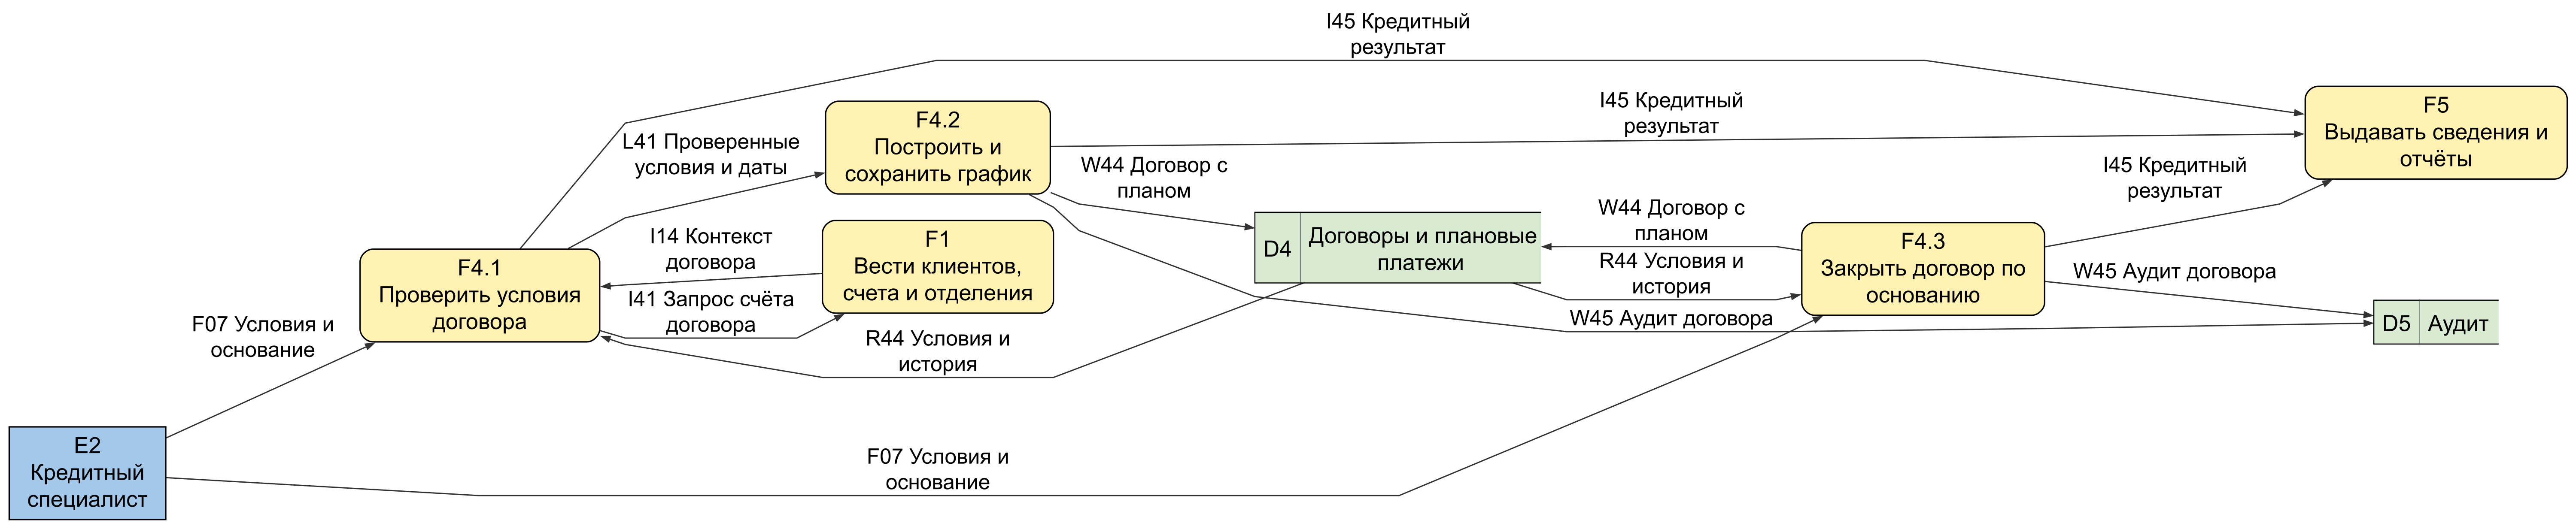 I45 Кредитный
результат
F4.2
Построить и
сохранить график
L41 Проверенные
условия и даты
I45 Кредитный
результат
F5
Выдавать сведения и
отчёты
W44 Договор с
планом
I45 Кредитный
результат
F4.1
Проверить условия
договора
I14 Контекст
договора
F1
Вести клиентов,
счета и отделения
I41 Запрос счёта
договора
D4
Договоры и плановые
платежи
W44 Договор с
планом
R44 Условия и
история
F4.3
Закрыть договор по
основанию
W45 Аудит договора
W45 Аудит договора
D5
Аудит
F07 Условия и
основание
R44 Условия и
история
E2
Кредитный
специалист
F07 Условия и
основание